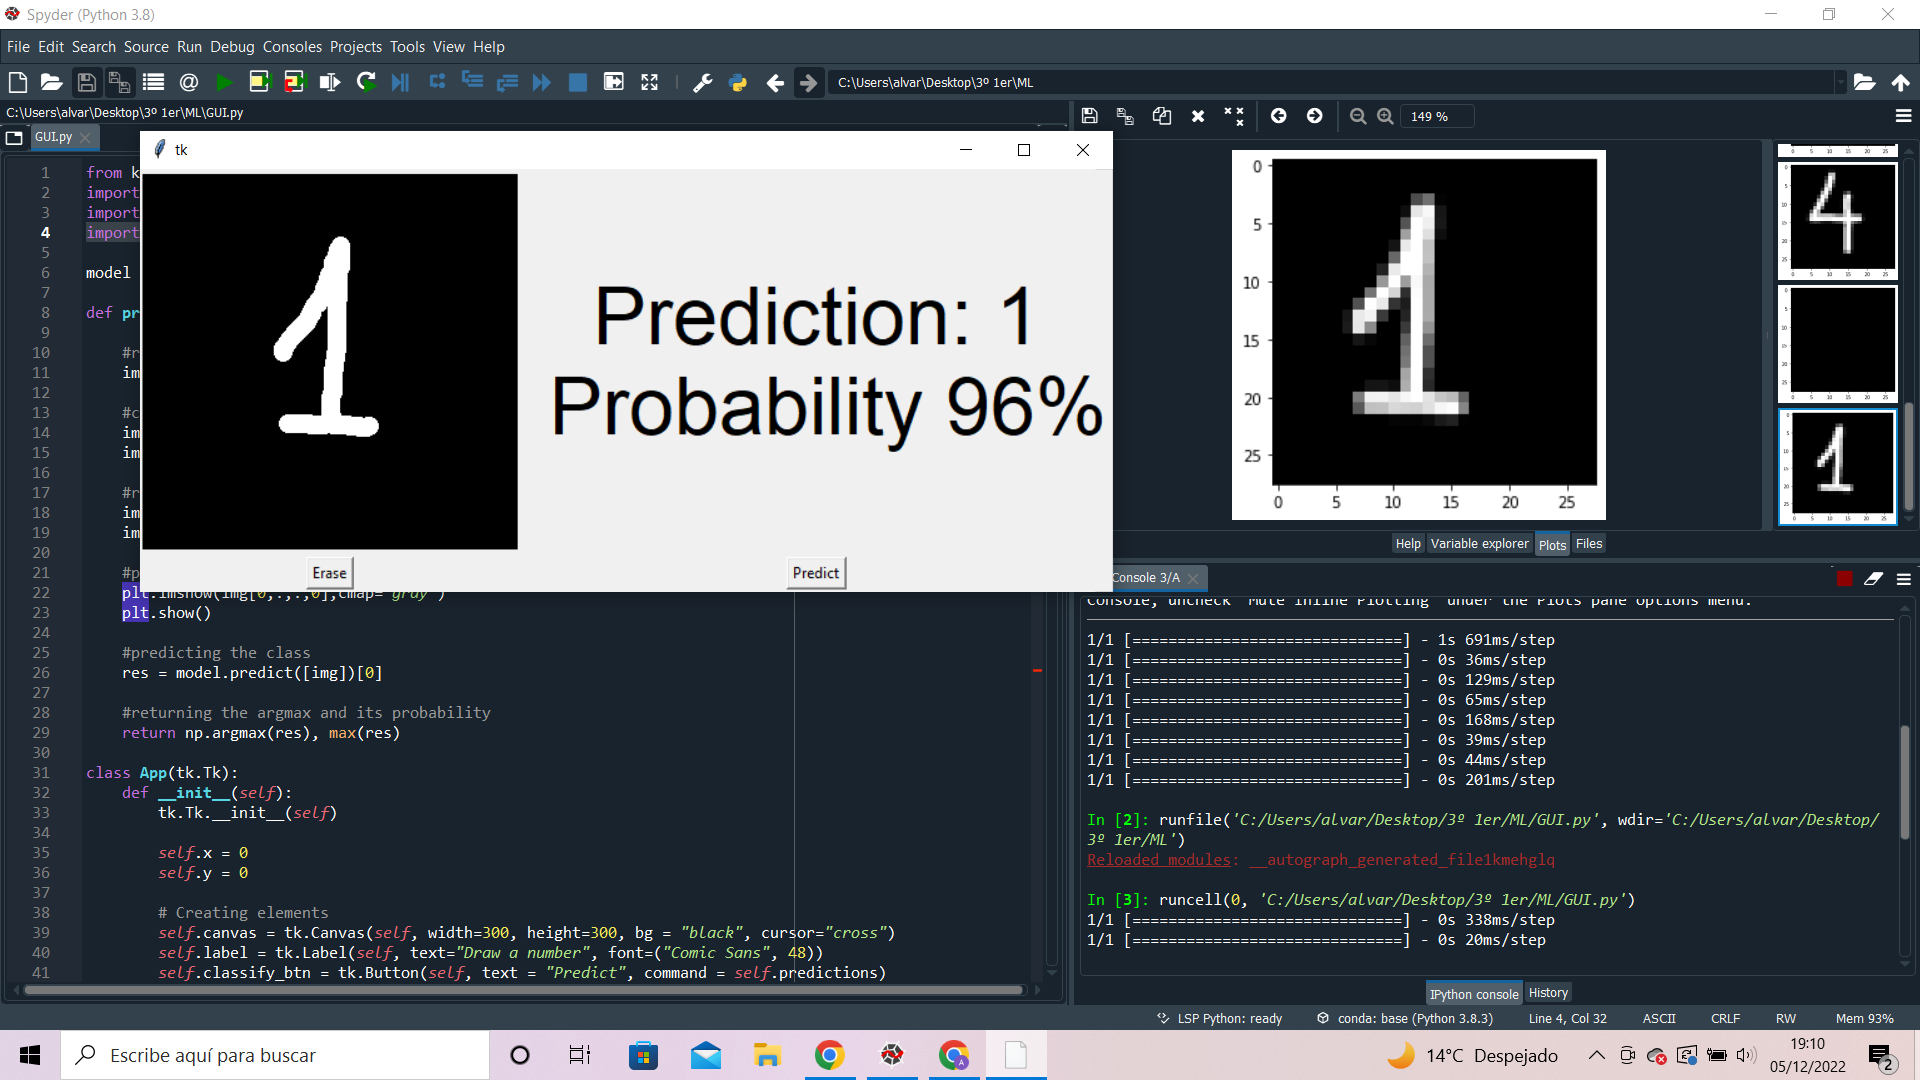 Spyder (Python 3.8)
File Edit Search Source Run Debug Consoles Projects Tools View Help
C:\Users\alvar\Desktop\3º 1er\ML
C:\Users\alvar\Desktop\3º 1er\ML\GUI.py
GUI.py
tk
Prediction: 1
Probability 96%
Erase
Predict
1 from k
2 import
3 import
4 import
5
6 model
7
8 def pr
9
10 #r
11 im
12
13 #c
14 im
15 im
16
17 #r
18 im
19 im
20
21 #p
22 plt.imshow(img[0,:,:,0],cmap='gray')
23 plt.show()
24
25 #predicting the class
26 res = model.predict([img])[0]
27
28 #returning the argmax and its probability
29 return np.argmax(res), max(res)
30
31 class App(tk.Tk):
32 def __init__(self):
33 tk.Tk.__init__(self)
34
35 self.x = 0
36 self.y = 0
37
38 # Creating elements
39 self.canvas = tk.Canvas(self, width=300, height=300, bg = "black", cursor="cross")
40 self.label = tk.Label(self, text="Draw a number", font=("Comic Sans", 48))
41 self.classify_btn = tk.Button(self, text = "Predict", command = self.predictions)
149 %
0
5
10
15
20
25
0 5 10 15 20 25
Help Variable explorer Plots Files
Console 3/A
Console, uncheck "Mute Inline Plotting" under the Plots pane options menu.
1/1 [==============================] - 1s 691ms/step
1/1 [==============================] - 0s 36ms/step
1/1 [==============================] - 0s 129ms/step
1/1 [==============================] - 0s 65ms/step
1/1 [==============================] - 0s 168ms/step
1/1 [==============================] - 0s 39ms/step
1/1 [==============================] - 0s 44ms/step
1/1 [==============================] - 0s 201ms/step
In [2]: runfile('C:/Users/alvar/Desktop/3º 1er/ML/GUI.py', wdir='C:/Users/alvar/Desktop/
3º 1er/ML')
Reloaded modules: __autograph_generated_file1kmehglq
In [3]: runcell(0, 'C:/Users/alvar/Desktop/3º 1er/ML/GUI.py')
1/1 [==============================] - 0s 338ms/step
1/1 [==============================] - 0s 20ms/step
IPython console History
LSP Python: ready conda: base (Python 3.8.3) Line 4, Col 32 ASCII CRLF RW Mem 93%
Escribe aquí para buscar
14°C Despejado
19:10
05/12/2022
2